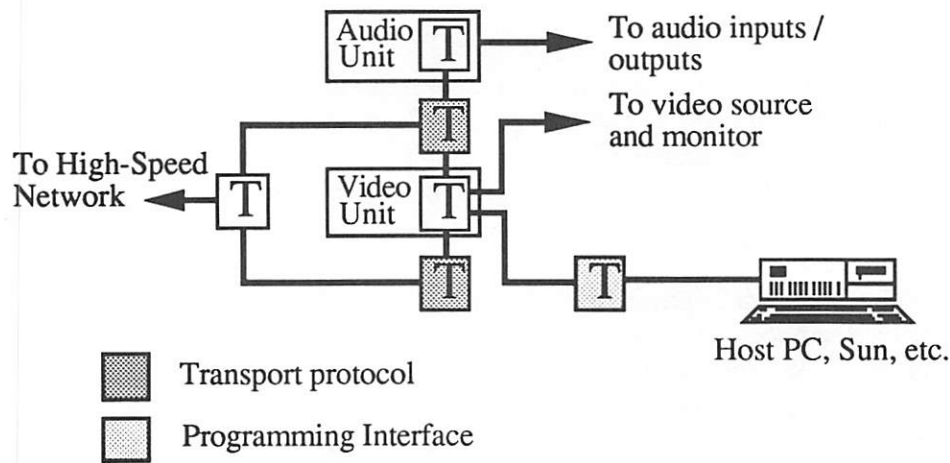 Audio
Unit
T
To audio inputs /
outputs
T
To video source
and monitor
To High-Speed
Network
T
Video
Unit
T
T
T
Host PC, Sun, etc.
Transport protocol
Programming Interface